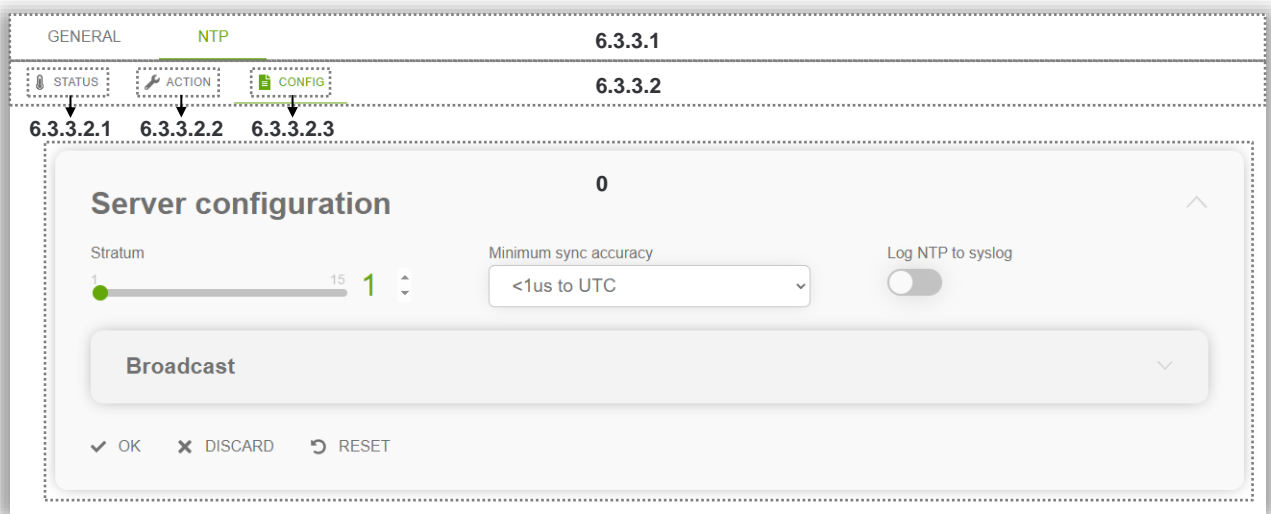 GENERAL NTP 6.3.3.1
STATUS ACTION CONFIG 6.3.3.2
6.3.3.2.1 6.3.3.2.2 6.3.3.2.3
0
Server configuration
Stratum Minimum sync accuracy Log NTP to syslog
1 15 1 <1us to UTC
Broadcast
OK DISCARD RESET